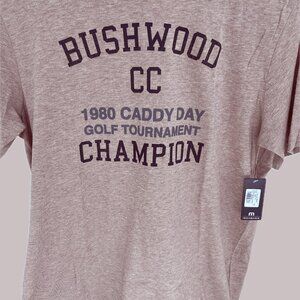 BUSHWOOD
CC
1980 CADDY DAY
GOLF TOURNAMENT
CHAMPION